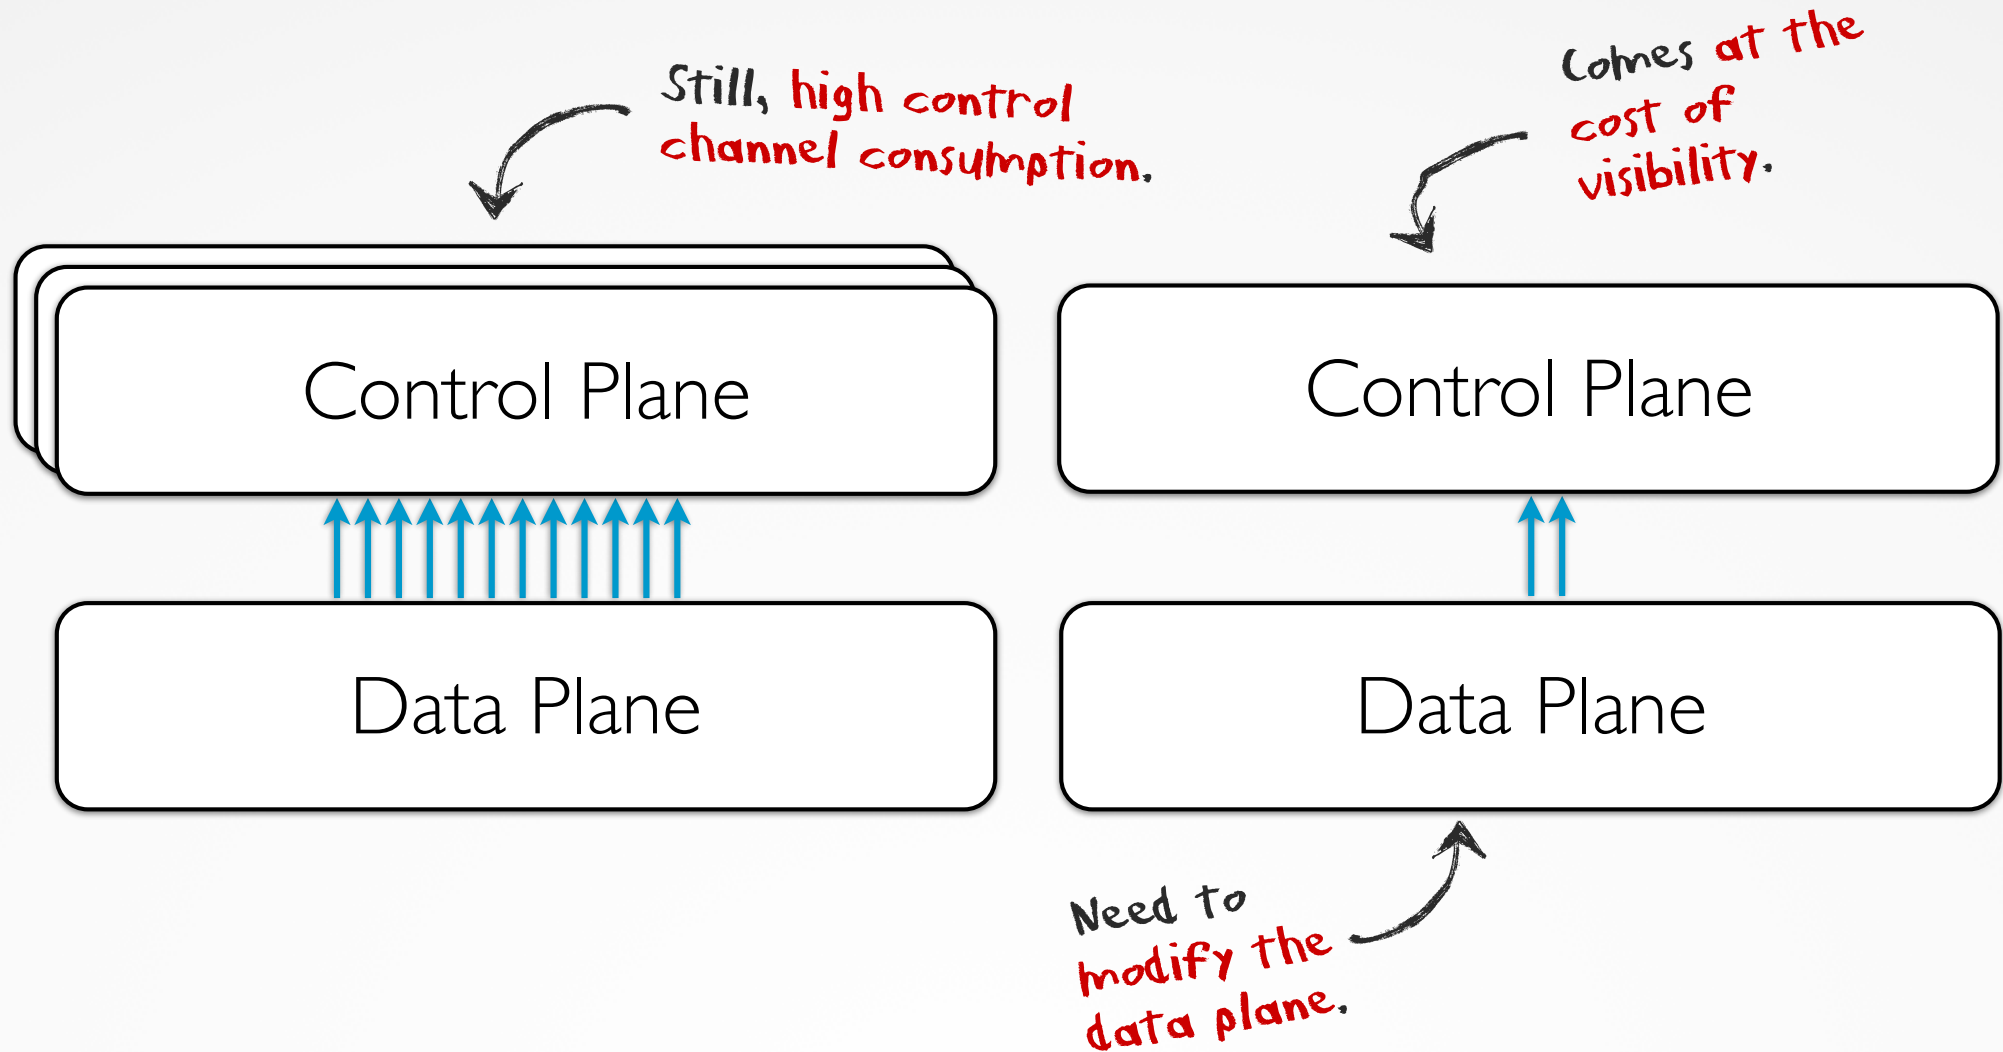 Still, high control
channel consumption.
Comes at the
cost of
visibility.
Control Plane
Control Plane
Data Plane
Data Plane
Need to
modify the
data plane.